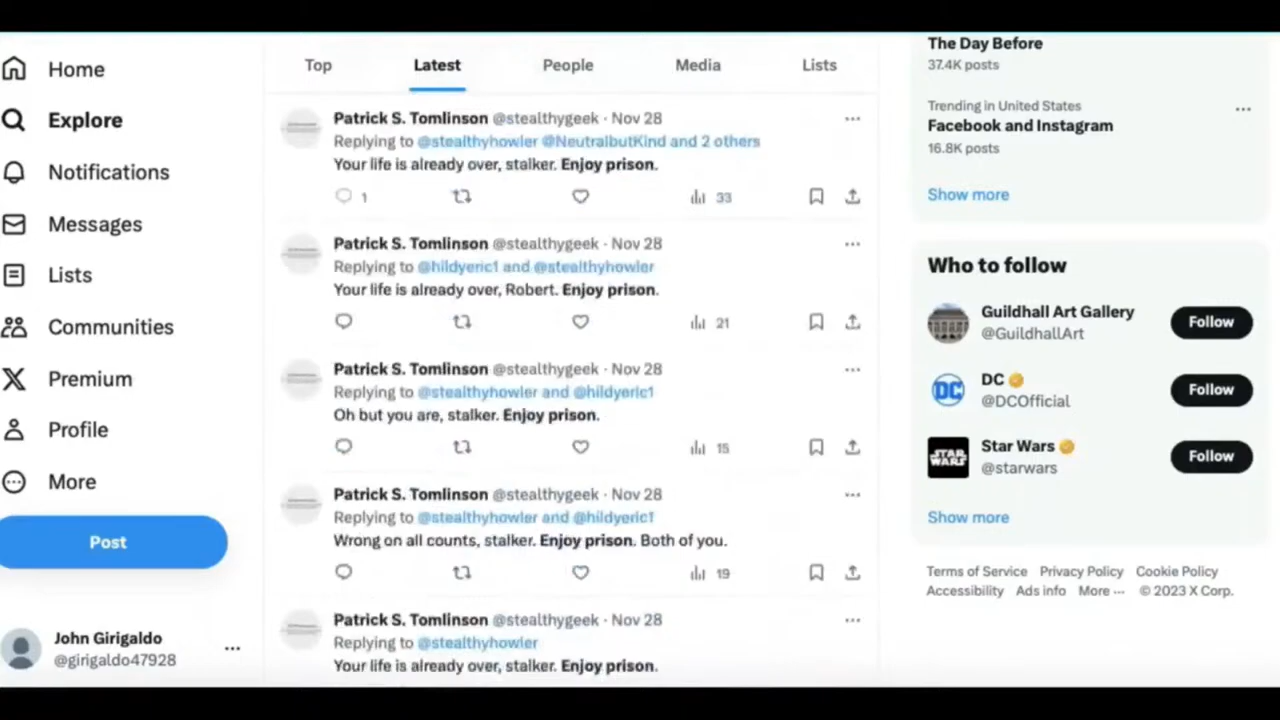 Home
Explore
Notifications
Messages
Lists
Communities
Premium
Profile
More
Post
John Girigaldo
@girigaldo47928
Top Latest People Media Lists
Patrick S. Tomlinson @stealthygeek · Nov 28
Replying to @stealthyhowler @NeutralbutKind and 2 others
Your life is already over, stalker. Enjoy prison.
1 33
Patrick S. Tomlinson @stealthygeek · Nov 28
Replying to @hildyeric1 and @stealthyhowler
Your life is already over, Robert. Enjoy prison.
21
Patrick S. Tomlinson @stealthygeek · Nov 28
Replying to @stealthyhowler and @hildyeric1
Oh but you are, stalker. Enjoy prison.
15
Patrick S. Tomlinson @stealthygeek · Nov 28
Replying to @stealthyhowler and @hildyeric1
Wrong on all counts, stalker. Enjoy prison. Both of you.
19
Patrick S. Tomlinson @stealthygeek · Nov 28
Replying to @stealthyhowler
Your life is already over, stalker. Enjoy prison.
The Day Before
37.4K posts
Trending in United States
Facebook and Instagram
16.8K posts
Show more
Who to follow
Guildhall Art Gallery
@GuildhallArt
Follow
DC
@DCOfficial
Follow
Star Wars
@starwars
Follow
Show more
Terms of Service Privacy Policy Cookie Policy
Accessibility Ads info More ··· © 2023 X Corp.